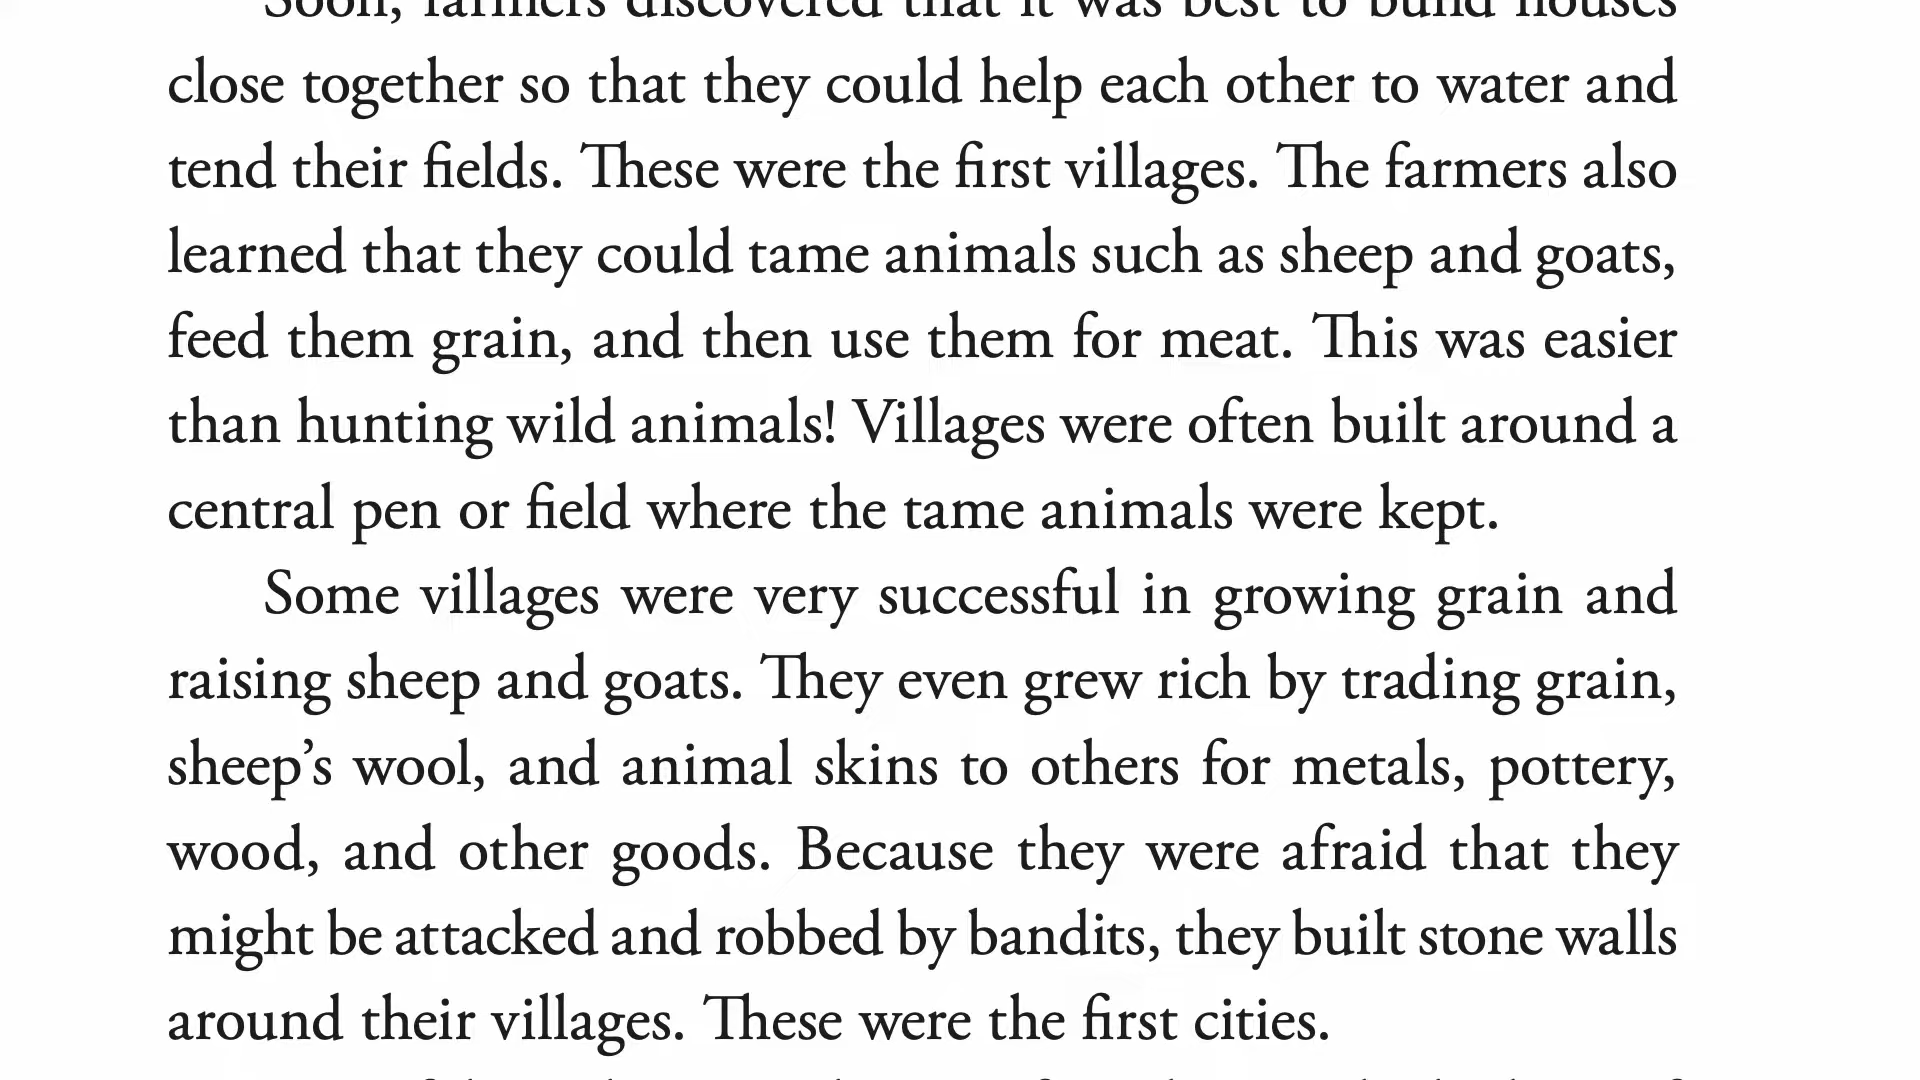 Soon, farmers discovered that it was best to build houses
close together so that they could help each other to water and
tend their fields. These were the first villages. The farmers also
learned that they could tame animals such as sheep and goats,
feed them grain, and then use them for meat. This was easier
than hunting wild animals! Villages were often built around a
central pen or field where the tame animals were kept.
Some villages were very successful in growing grain and
raising sheep and goats. They even grew rich by trading grain,
sheep’s wool, and animal skins to others for metals, pottery,
wood, and other goods. Because they were afraid that they
might be attacked and robbed by bandits, they built stone walls
around their villages. These were the first cities.